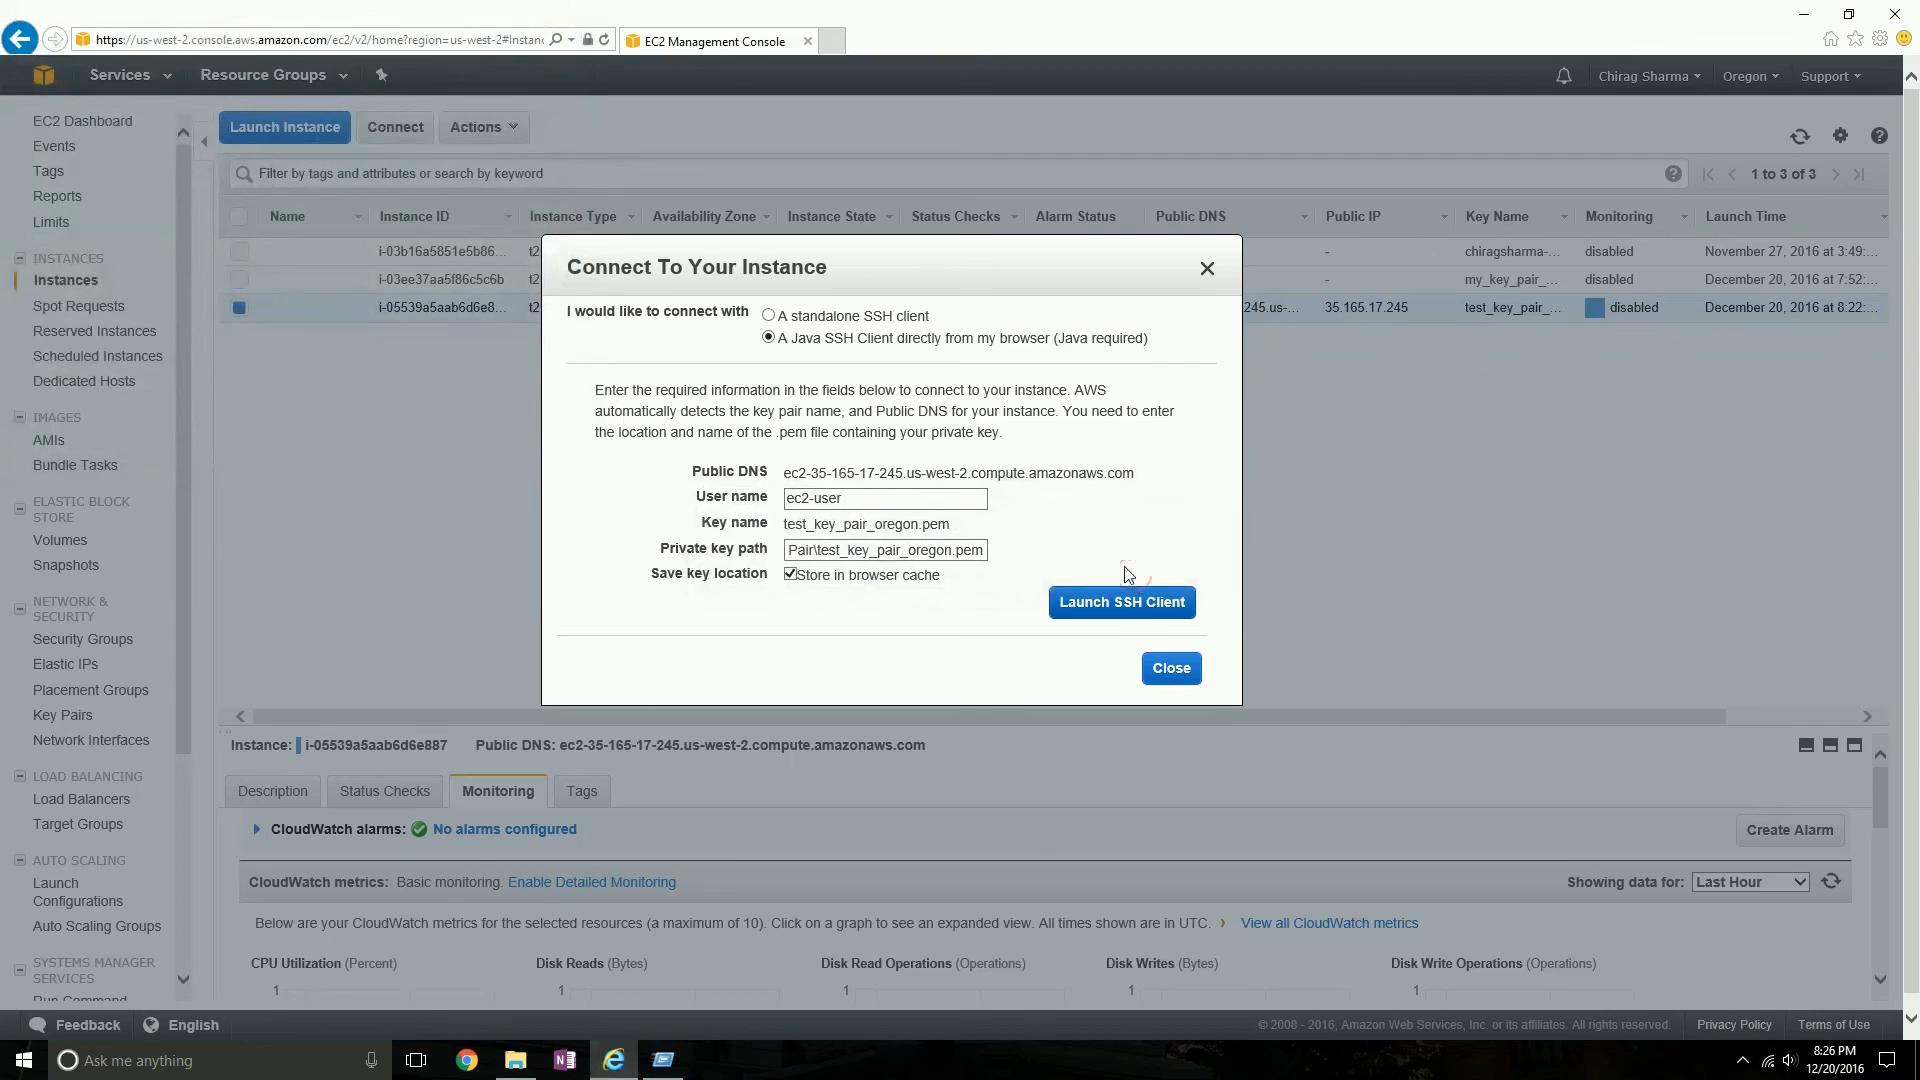 https://us-west-2.console.aws.amazon.com/ec2/v2/home?region=us-west-2#Instanc
EC2 Management Console
Services
Resource Groups
Chirag Sharma
Oregon
Support
EC2 Dashboard
Events
Tags
Reports
Limits
INSTANCES
Instances
Spot Requests
Reserved Instances
Scheduled Instances
Dedicated Hosts
IMAGES
AMIs
Bundle Tasks
ELASTIC BLOCK
STORE
Volumes
Snapshots
NETWORK &
SECURITY
Security Groups
Elastic IPs
Placement Groups
Key Pairs
Network Interfaces
LOAD BALANCING
Load Balancers
Target Groups
AUTO SCALING
Launch
Configurations
Auto Scaling Groups
SYSTEMS MANAGER
SERVICES
Run Command
Launch Instance
Connect
Actions
Filter by tags and attributes or search by keyword
1 to 3 of 3
Name Instance ID Instance Type Availability Zone Instance State Status Checks Alarm Status Public DNS Public IP Key Name Monitoring Launch Time
i-03b16a5851e5b86... t2 - chiragsharma-... disabled November 27, 2016 at 3:49:...
i-03ee37aa5f86c5c6b t2 - my_key_pair_... disabled December 20, 2016 at 7:52:...
i-05539a5aab6d6e8... t2 245.us-... 35.165.17.245 test_key_pair_... disabled December 20, 2016 at 8:22:...
Connect To Your Instance
I would like to connect with
A standalone SSH client
A Java SSH Client directly from my browser (Java required)
Enter the required information in the fields below to connect to your instance. AWS
automatically detects the key pair name, and Public DNS for your instance. You need to enter
the location and name of the .pem file containing your private key.
Public DNS ec2-35-165-17-245.us-west-2.compute.amazonaws.com
User name ec2-user
Key name test_key_pair_oregon.pem
Private key path Pair\test_key_pair_oregon.pem
Save key location Store in browser cache
Launch SSH Client
Close
Instance: i-05539a5aab6d6e887 Public DNS: ec2-35-165-17-245.us-west-2.compute.amazonaws.com
Description
Status Checks
Monitoring
Tags
CloudWatch alarms: No alarms configured
Create Alarm
CloudWatch metrics: Basic monitoring. Enable Detailed Monitoring
Showing data for: Last Hour
Below are your CloudWatch metrics for the selected resources (a maximum of 10). Click on a graph to see an expanded view. All times shown are in UTC. › View all CloudWatch metrics
CPU Utilization (Percent)
Disk Reads (Bytes)
Disk Read Operations (Operations)
Disk Writes (Bytes)
Disk Write Operations (Operations)
1 1 1 1 1
Feedback
English
© 2008 - 2016, Amazon Web Services, Inc. or its affiliates. All rights reserved.
Privacy Policy
Terms of Use
Ask me anything
8:26 PM
12/20/2016